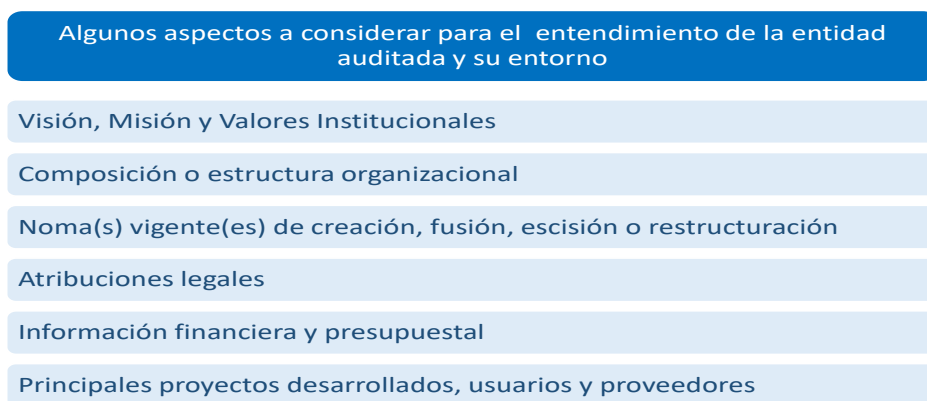 Algunos aspectos a considerar para el entendimiento de la entidad
auditada y su entorno
Visión, Misión y Valores Institucionales
Composición o estructura organizacional
Noma(s) vigente(es) de creación, fusión, escisión o restructuración
Atribuciones legales
Información financiera y presupuestal
Principales proyectos desarrollados, usuarios y proveedores